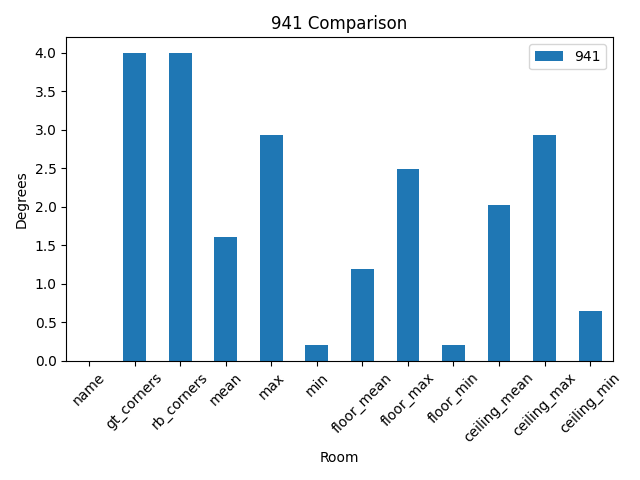 941 Comparison
941
Degrees
4.0
3.5
3.0
2.5
2.0
1.5
1.0
0.5
0.0
name
gt_corners
rb_corners
mean
max
min
floor_mean
floor_max
floor_min
ceiling_mean
ceiling_max
ceiling_min
Room